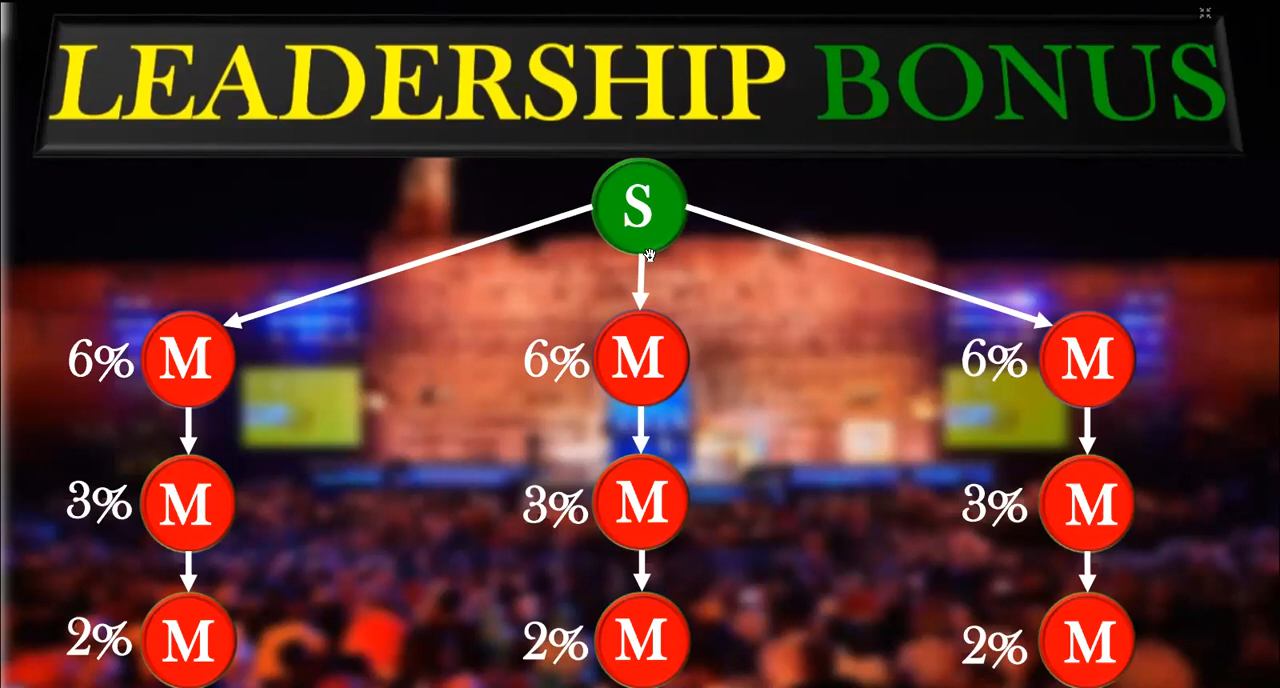 LEADERSHIP BONUS
S
6% M 6% M 6% M
3% M 3% M 3% M
2% M 2% M 2% M